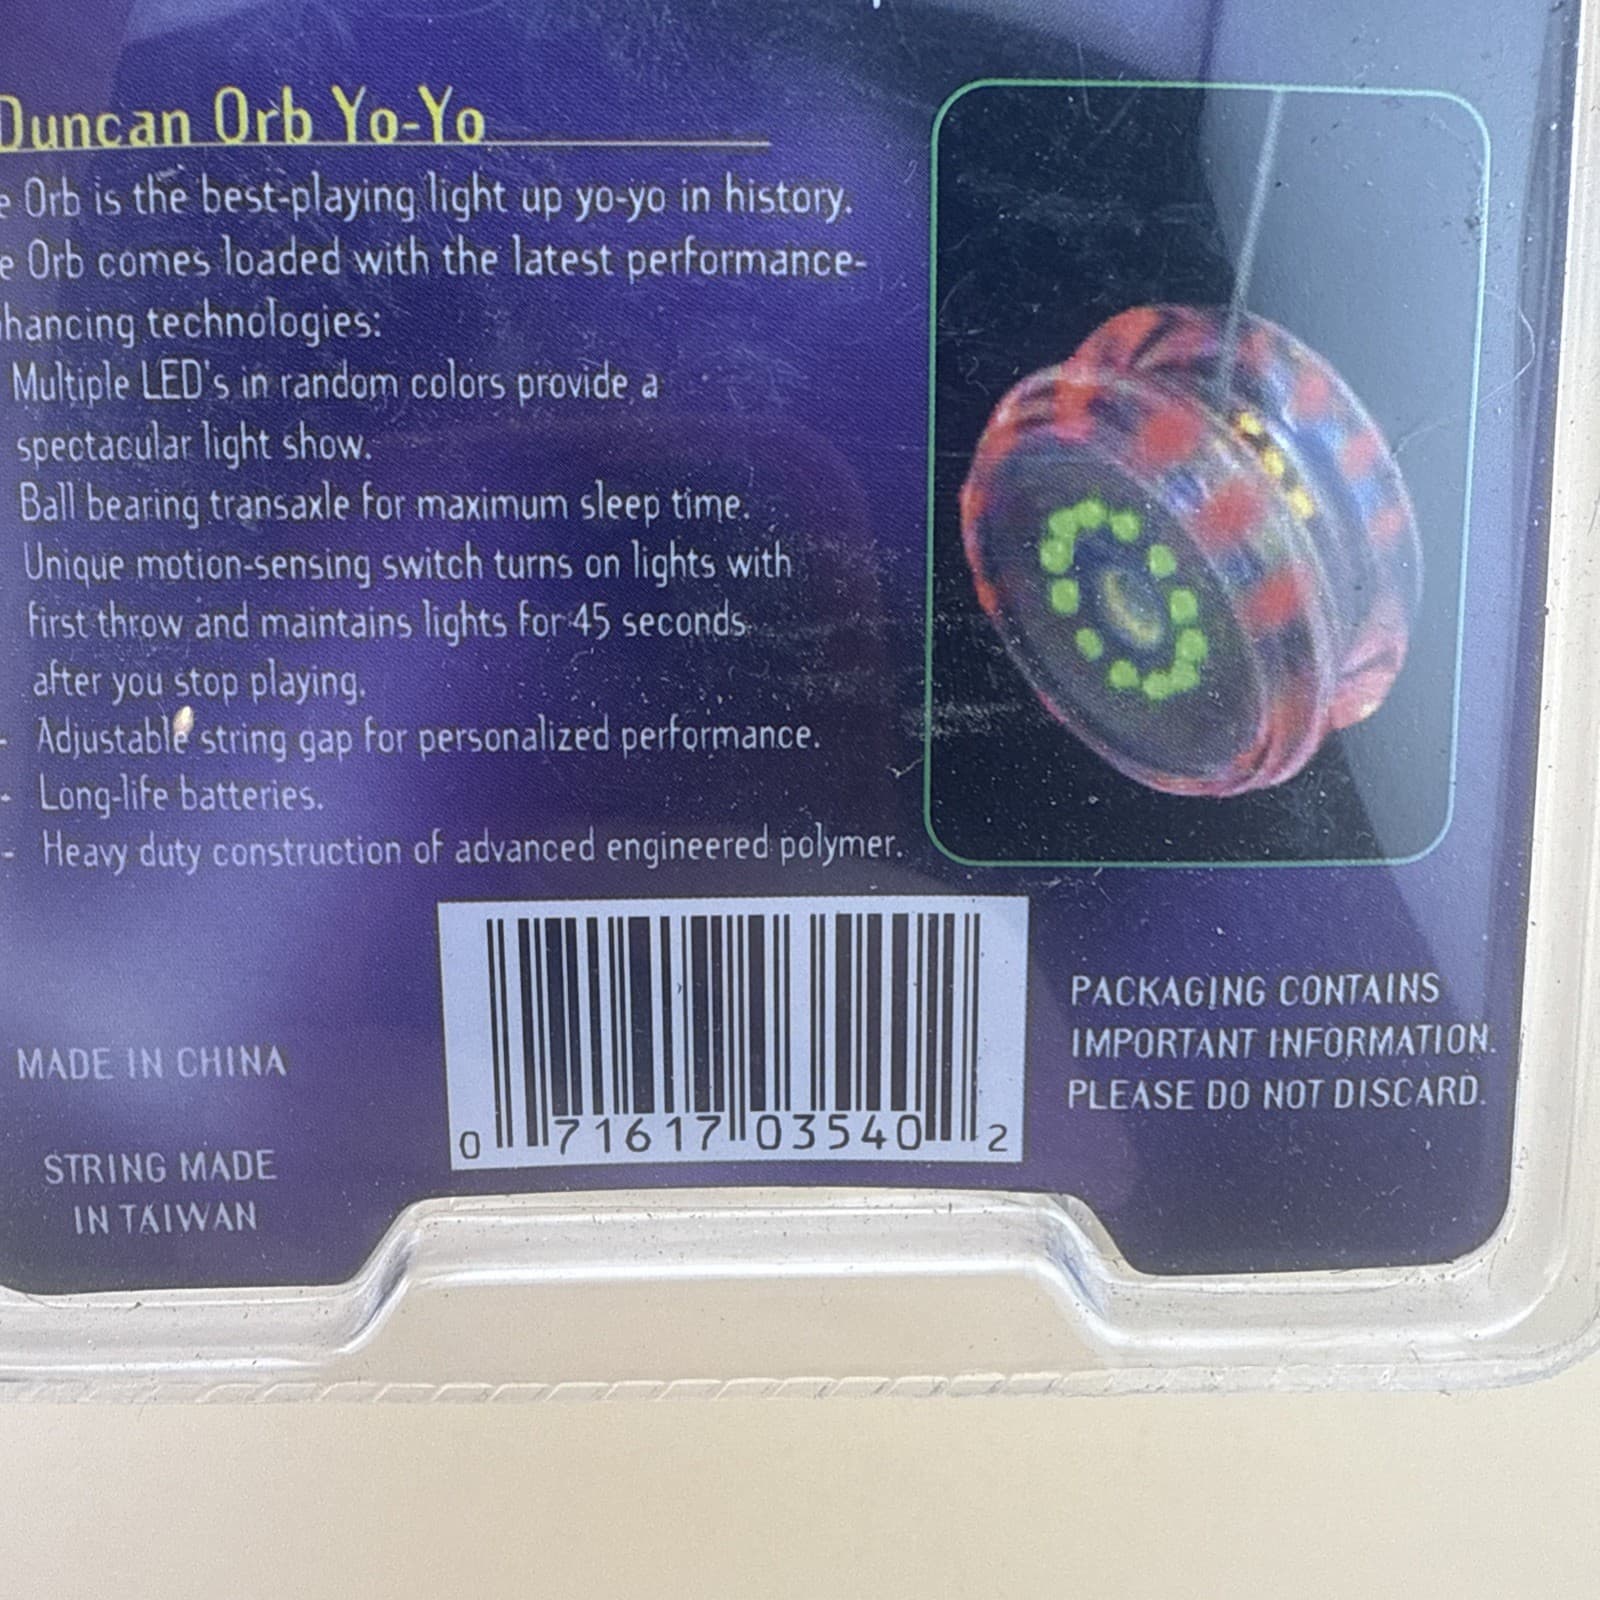 Duncan Orb Yo-Yo
e Orb is the best-playing light up yo-yo in history.
e Orb comes loaded with the latest performance-
hancing technologies:
Multiple LED's in random colors provide a
spectacular light show.
Ball bearing transaxle for maximum sleep time.
Unique motion-sensing switch turns on lights with
first throw and maintains lights for 45 seconds
after you stop playing.
- Adjustable string gap for personalized performance.
- Long-life batteries.
- Heavy duty construction of advanced engineered polymer.
MADE IN CHINA
STRING MADE
IN TAIWAN
0 71617 03540 2
PACKAGING CONTAINS
IMPORTANT INFORMATION.
PLEASE DO NOT DISCARD.